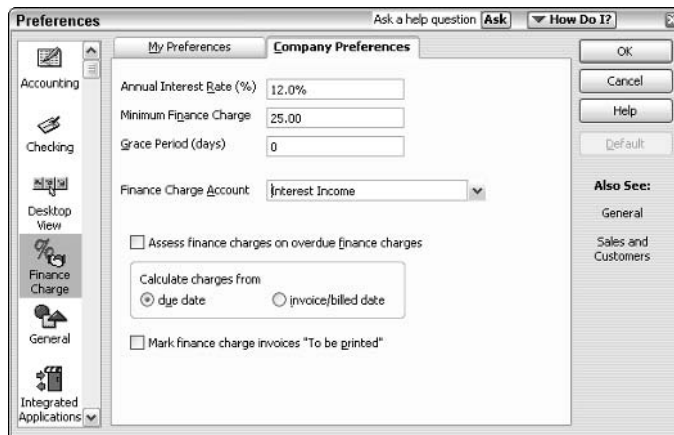 Preferences
Ask a help question Ask How Do I?
My Preferences
Company Preferences
Accounting
Checking
Desktop
View
Finance
Charge
General
Integrated
Applications
Annual Interest Rate (%) 12.0%
Minimum Finance Charge 25.00
Grace Period (days) 0
Finance Charge Account Interest Income
Assess finance charges on overdue finance charges
Calculate charges from
due date
invoice/billed date
Mark finance charge invoices "To be printed"
OK
Cancel
Help
Default
Also See:
General
Sales and
Customers